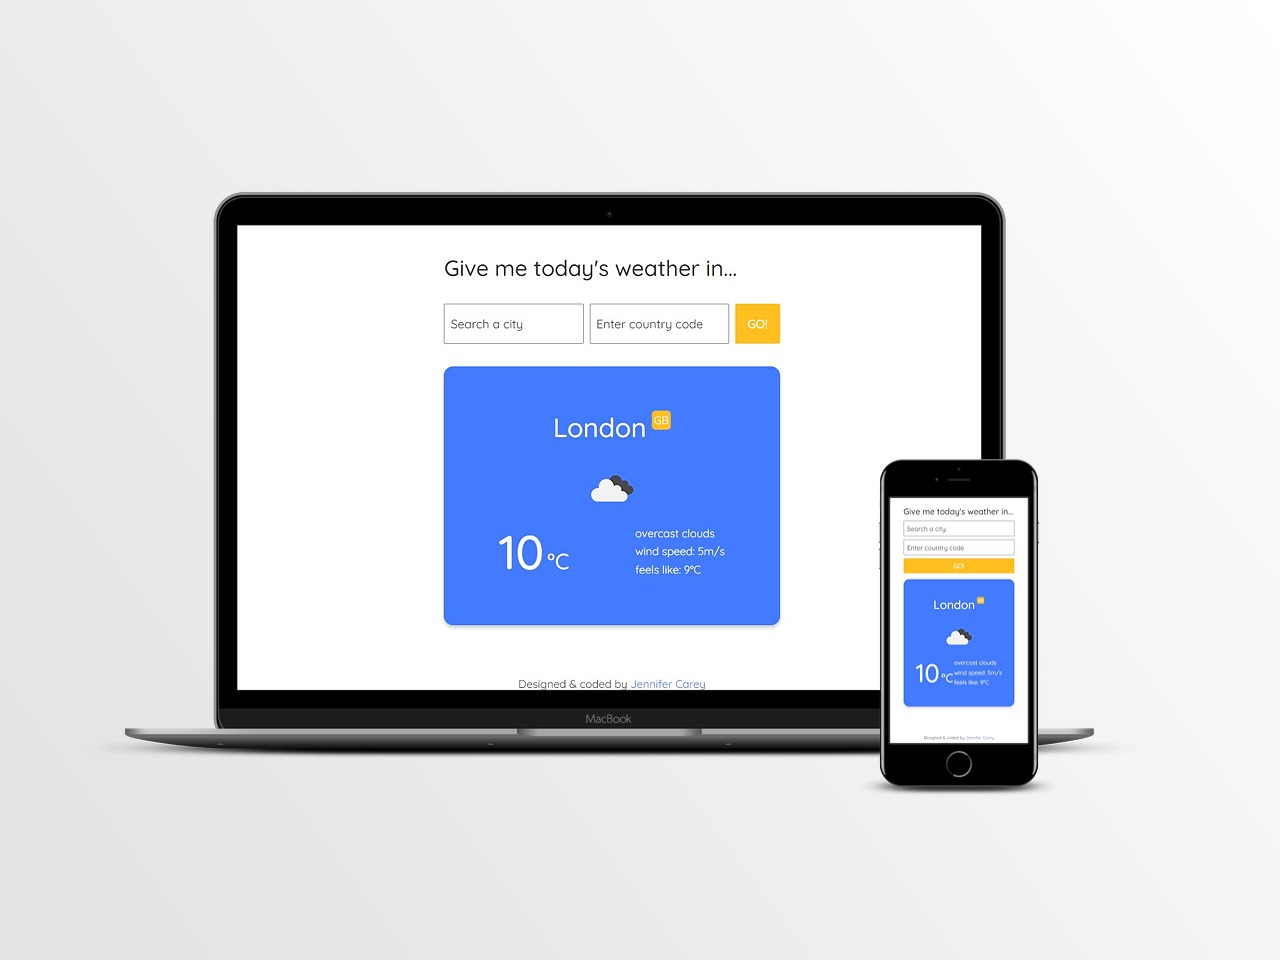 Give me today's weather in...
Search a city
Enter country code
GO!
London GB
10 °C
overcast clouds
wind speed: 5m/s
feels like: 9°C
Designed & coded by Jennifer Carey
MacBook
Give me today's weather in...
Search a city
Enter country code
GO!
London GB
10 °C
overcast clouds
wind speed: 5m/s
feels like: 9°C
Designed & coded by Jennifer Carey